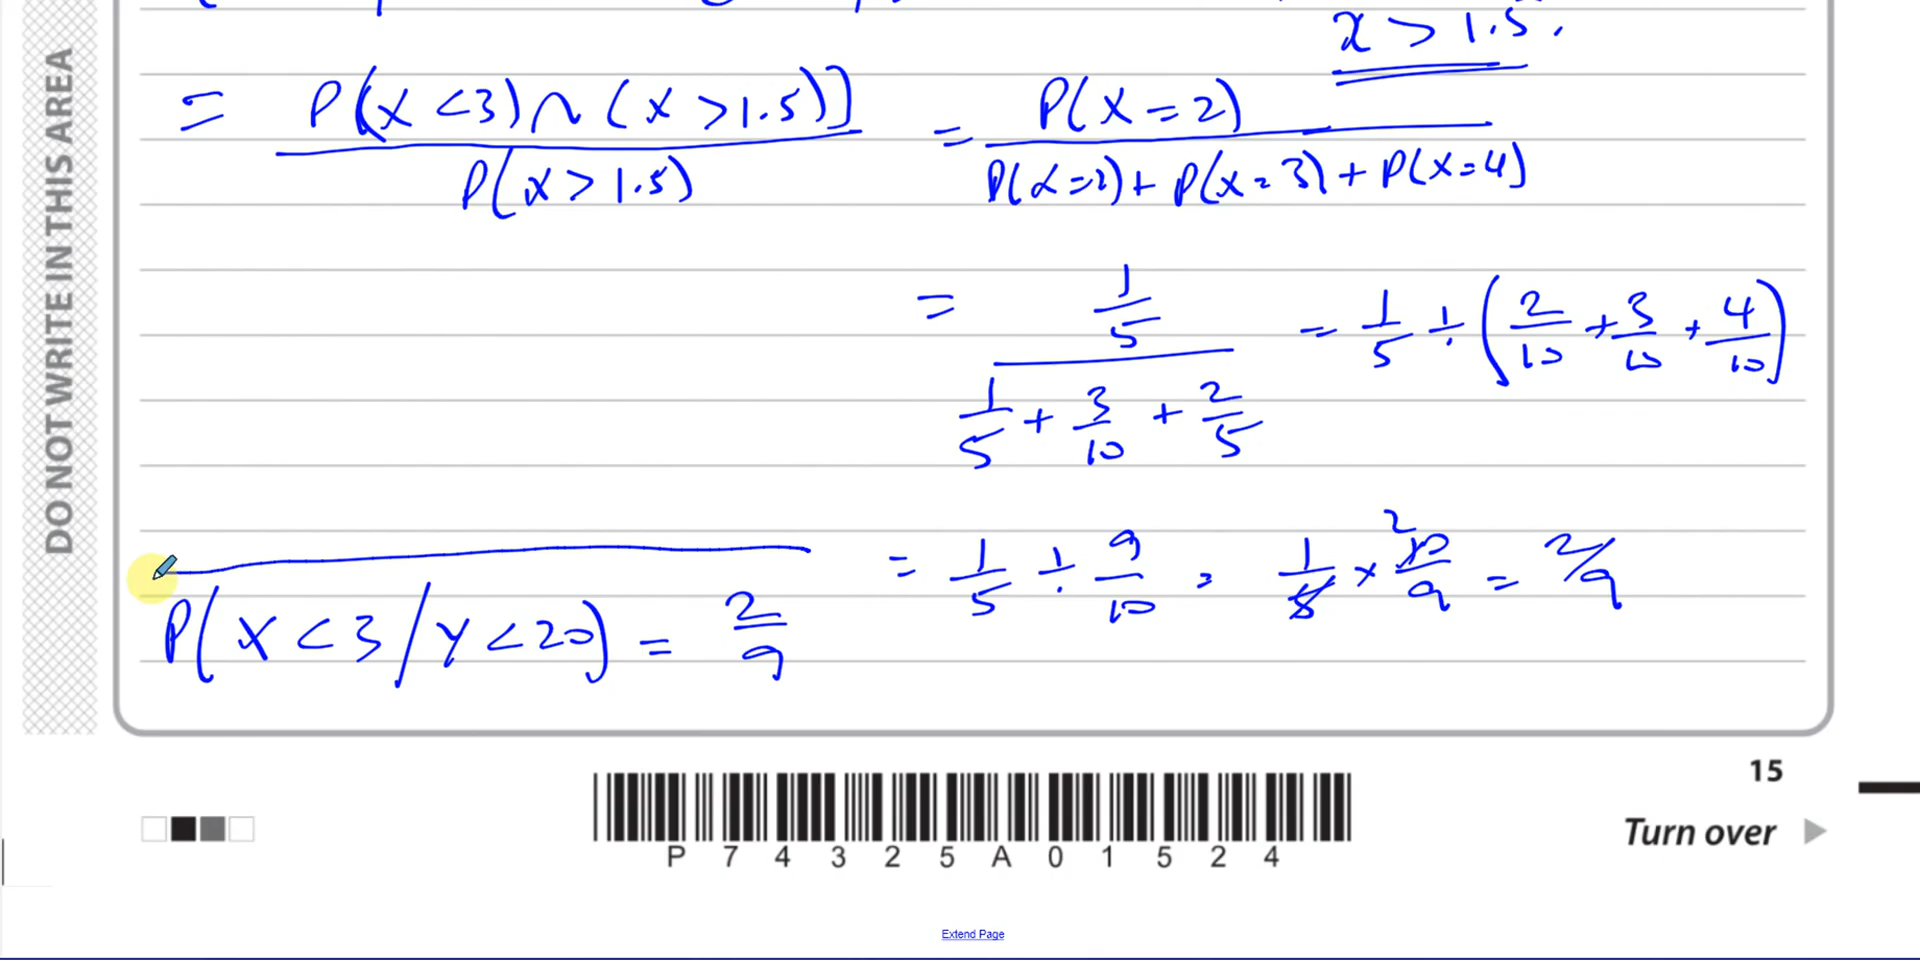 x > 1.5.
= P(X<3)∩(X>1.5)] / P(X>1.5) = P(X=2) / P(X=2)+P(X=3)+P(X=4)
= 1/5 / 1/5 + 3/10 + 2/5 = 1/5 ÷ (2/10 + 3/10 + 4/10)
= 1/5 ÷ 9/10 = 1/5 × 2 10/9 = 2/9
P(X<3/Y<20) = 2/9
DO NOT WRITE IN THIS AREA
15
P 7 4 3 2 5 A 0 1 5 2 4
Turn over
Extend Page